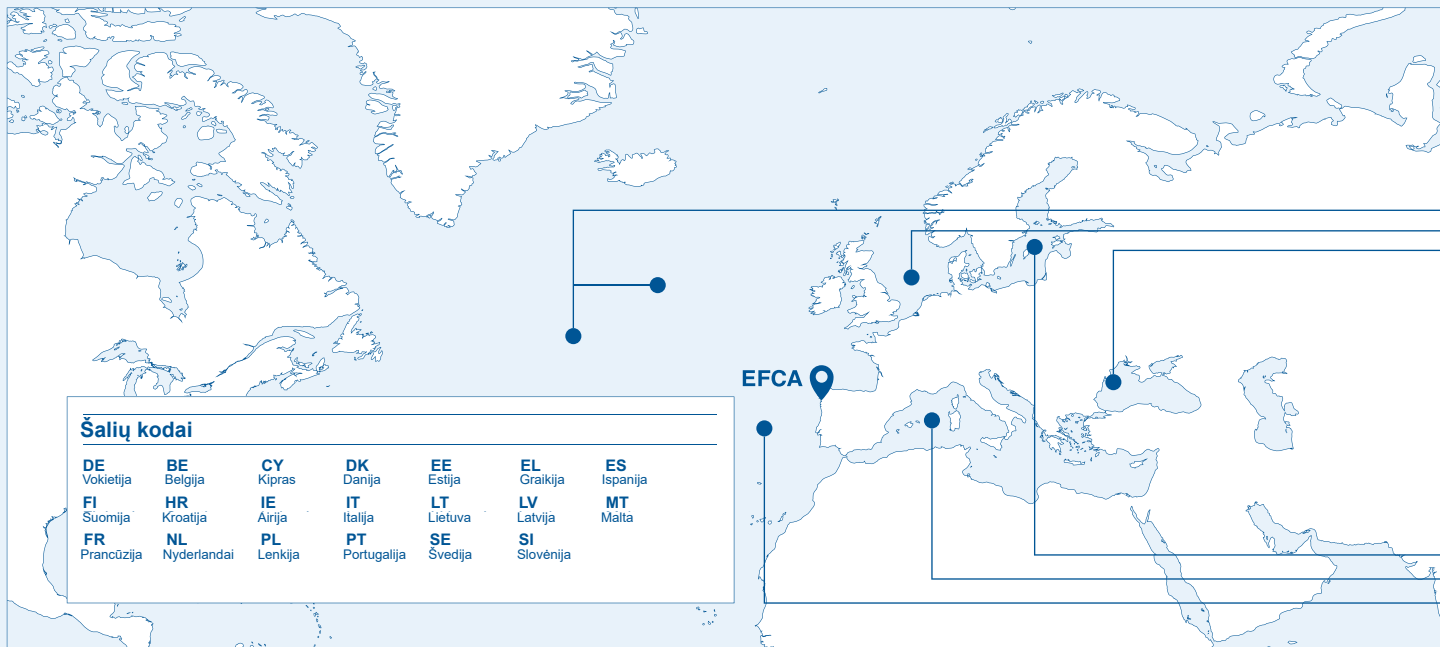 EFCA
Šalių kodai
DE BE CY DK EE EL ES
Vokietija Belgija Kipras Danija Estija Graikija Ispanija
FI HR IE IT LT LV MT
Suomija Kroatija Airija Italija Lietuva Latvija Malta
FR NL PL PT SE SI
Prancūzija Nyderlandai Lenkija Portugalija Švedija Slovėnija